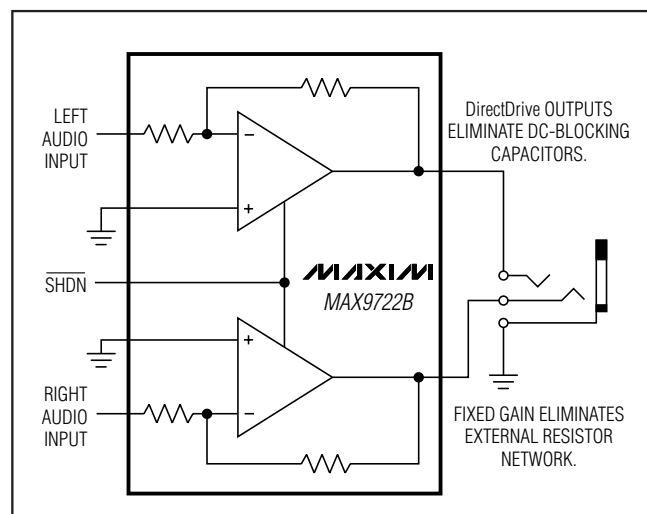 LEFT
AUDIO
INPUT
DirectDrive OUTPUTS
ELIMINATE DC-BLOCKING
CAPACITORS.
−
+
SHDN
MAXIM
MAX9722B
+
−
RIGHT
AUDIO
INPUT
FIXED GAIN ELIMINATES
EXTERNAL RESISTOR
NETWORK.